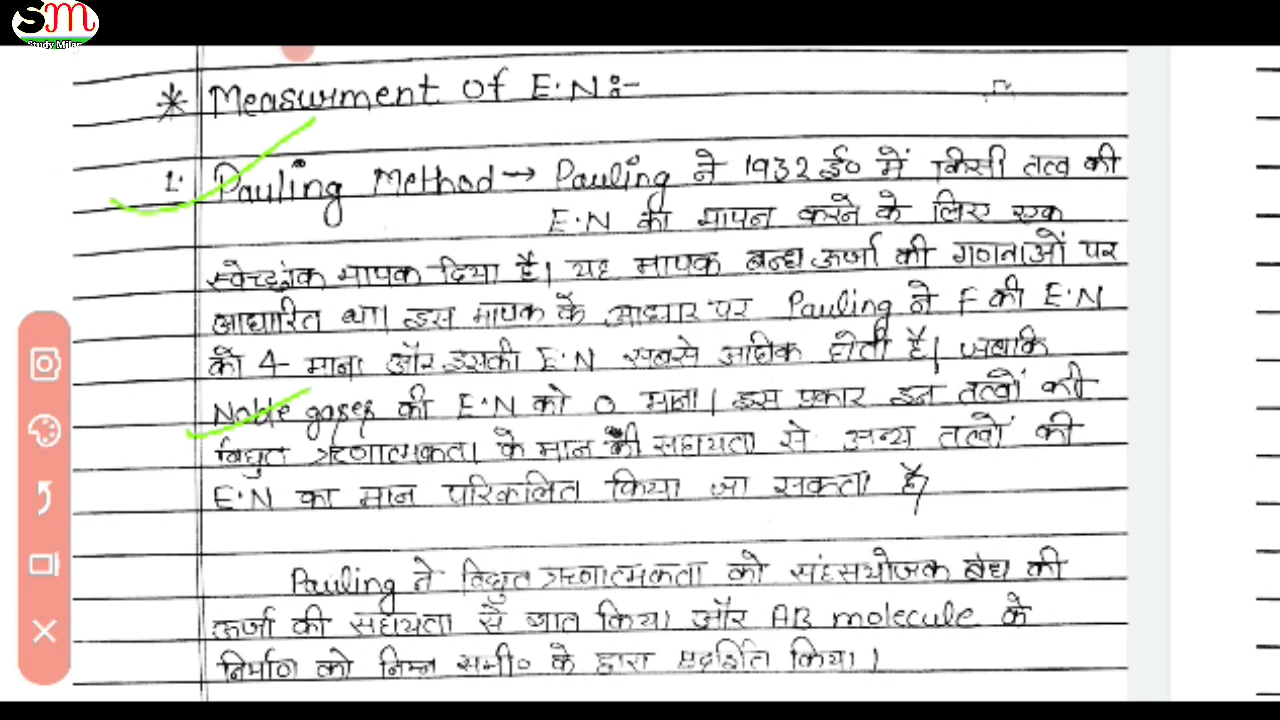 SM
Study Milan
* Measurment of E.N:-
1. Pauling Method → Pauling ने 1932 ई० में किसी तत्व की
E.N की मापन करने के लिए एक
मापक दिया है। यह मापक बन्ध ऊर्जा की गणनाओं पर
आधारित था। इस मापक के आधार पर Pauling ने F की E.N
को 4 माना और इसकी E.N सबसे अधिक होती है। जबकि
Noble gases की E.N को 0 माना। इस प्रकार इन तत्वों की
विद्युत ऋणात्मकता के मान की सहायता से अन्य तत्वों की
E.N का मान परिकलित किया जा सकता है।
Pauling ने विद्युत ऋणात्मकता को बंध की
ऊर्जा की सहायता से ज्ञात किया और AB molecule के
निर्माण को निम्न समी० के द्वारा प्रदर्शित किया।